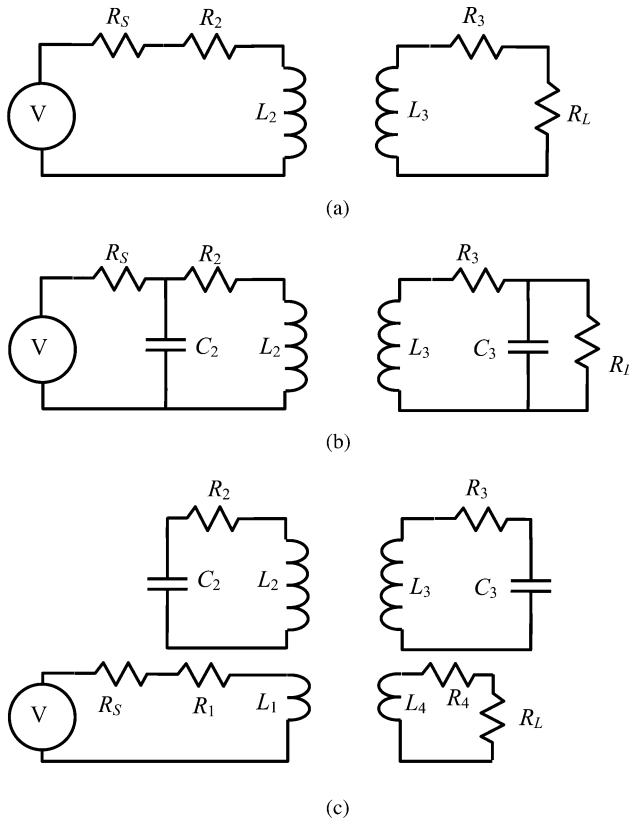 R_S R_2 R_3
V L_2 L_3 R_L
(a)
R_S R_2 R_3
V C_2 L_2 L_3 C_3 R_L
(b)
R_2 R_3
C_2 L_2 L_3 C_3
V R_S R_1 L_1 L_4 R_4 R_L
(c)